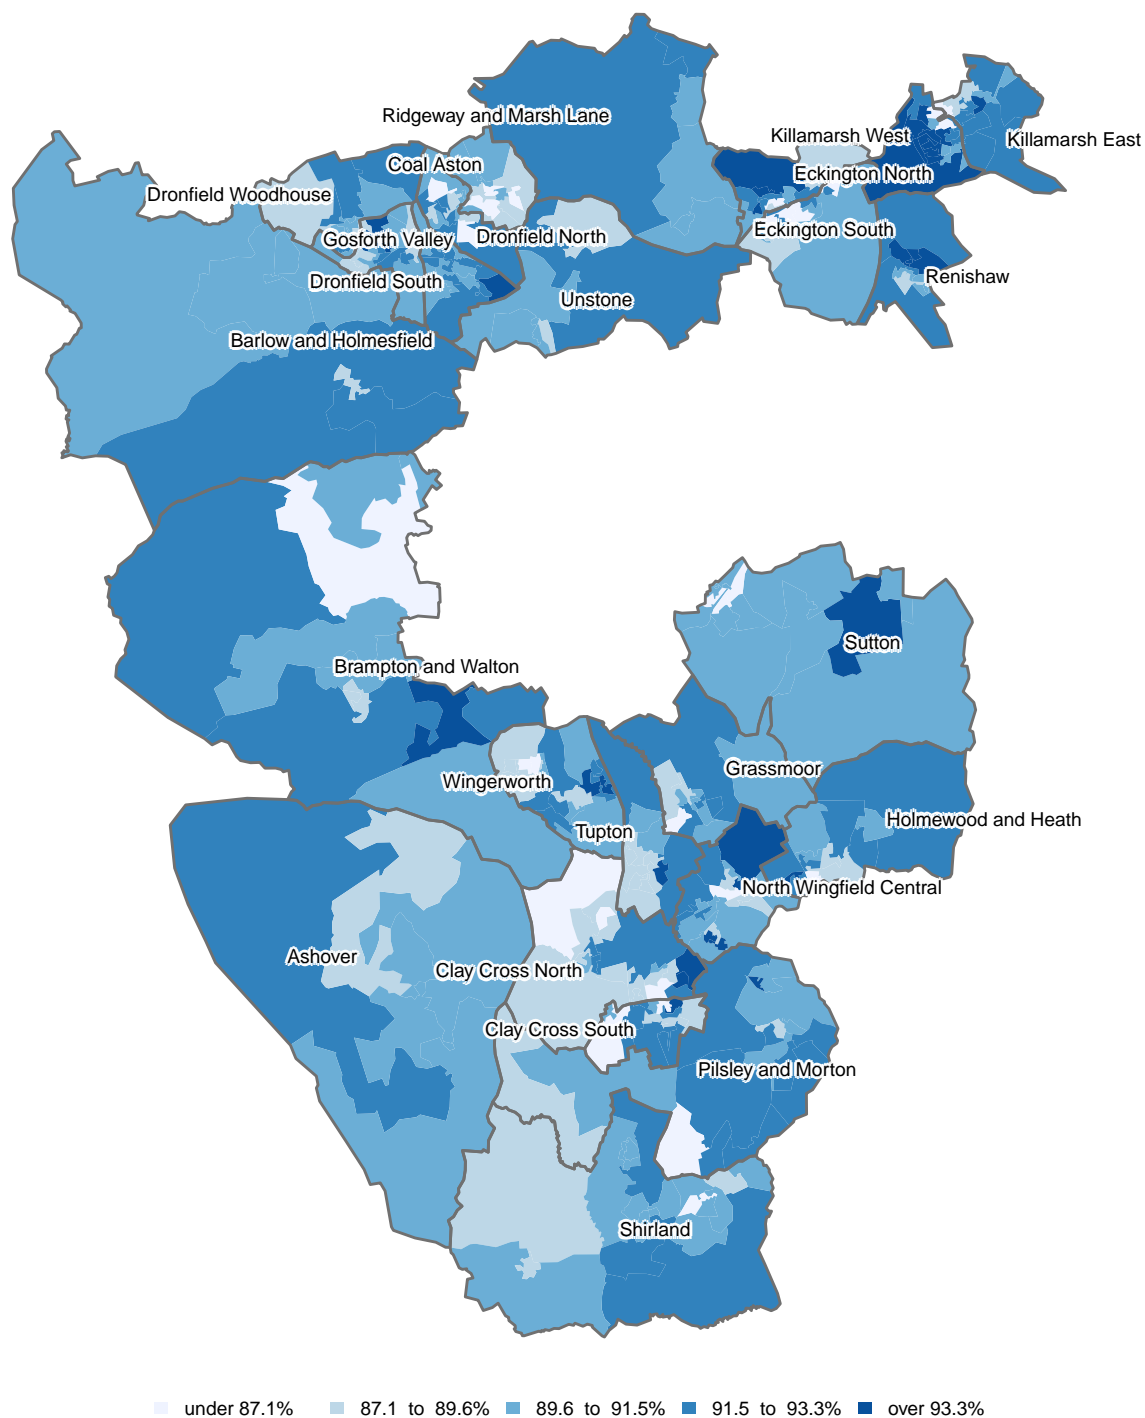 Ridgeway and Marsh Lane
Killamarsh West
Killamarsh East
Coal Aston
Eckington North
Dronfield Woodhouse
Eckington South
Gosforth Valley
Dronfield North
Renishaw
Dronfield South
Unstone
Barlow and Holmesfield
Sutton
Brampton and Walton
Grassmoor
Wingerworth
Holmewood and Heath
Tupton
North Wingfield Central
Ashover
Clay Cross North
Clay Cross South
Pilsley and Morton
Shirland
under 87.1% 87.1 to 89.6% 89.6 to 91.5% 91.5 to 93.3% over 93.3%